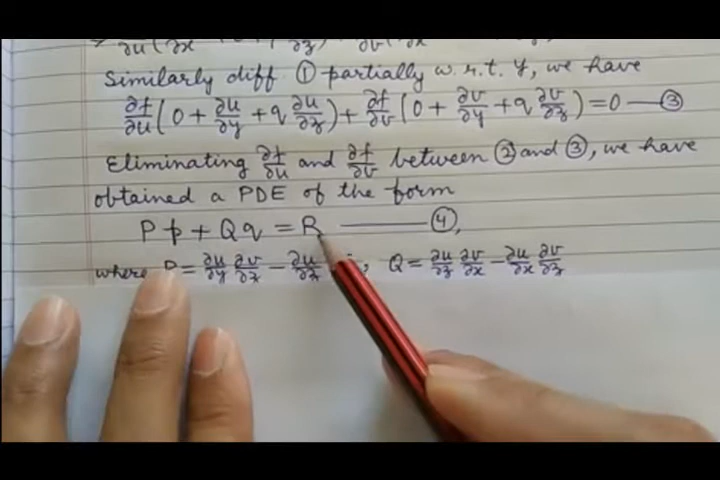 Similarly diff ① partially w.r.t. y, we have
∂f/∂u(0 + ∂u/∂y + q ∂u/∂z) + ∂f/∂v(0 + ∂v/∂y + q ∂v/∂z) = 0 — ③
Eliminating ∂f/∂u and ∂f/∂v between ② and ③, we have
obtained a PDE of the form
Pp + Qq = R — ④,
where P = ∂u/∂y ∂v/∂z − ∂u/∂z ; Q = ∂u/∂z ∂v/∂x − ∂u/∂x ∂v/∂z